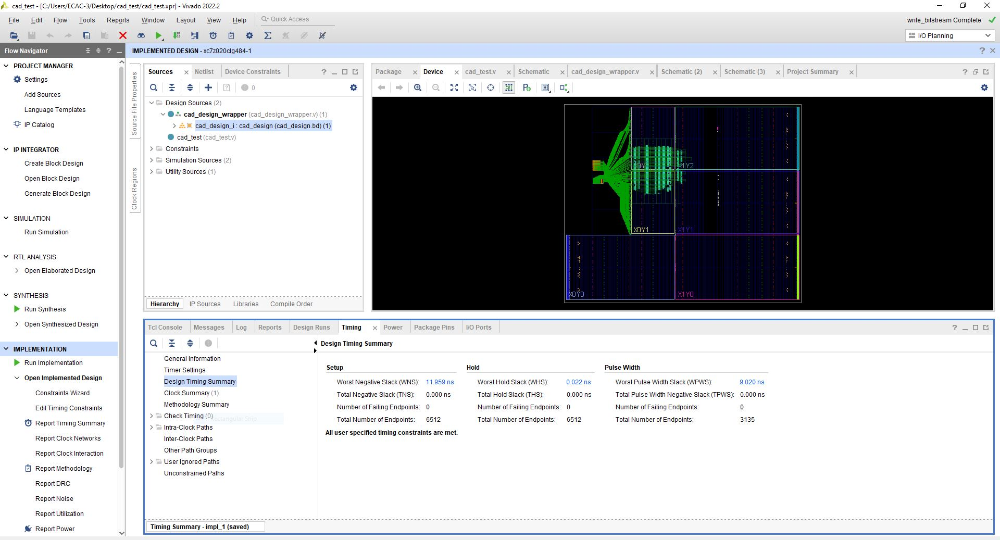 cad_test - [C:/Users/ECAC-3/Desktop/cad_test/cad_test.xpr] - Vivado 2022.2
File Edit Flow Tools Reports Window Layout View Help Quick Access
write_bitstream Complete
I/O Planning
Flow Navigator
PROJECT MANAGER
Settings
Add Sources
Language Templates
IP Catalog
IP INTEGRATOR
Create Block Design
Open Block Design
Generate Block Design
SIMULATION
Run Simulation
RTL ANALYSIS
Open Elaborated Design
SYNTHESIS
Run Synthesis
Open Synthesized Design
IMPLEMENTATION
Run Implementation
Open Implemented Design
Constraints Wizard
Edit Timing Constraints
Report Timing Summary
Report Clock Networks
Report Clock Interaction
Report Methodology
Report DRC
Report Noise
Report Utilization
Report Power
IMPLEMENTED DESIGN - xc7z020clg484-1
Source File Properties
Clock Regions
Sources Netlist Device Constraints
0
Design Sources (2)
cad_design_wrapper (cad_design_wrapper.v) (1)
cad_design_i : cad_design (cad_design.bd) (1)
cad_test (cad_test.v)
Constraints
Simulation Sources (2)
Utility Sources (1)
Hierarchy IP Sources Libraries Compile Order
Package Device cad_test.v Schematic cad_design_wrapper.v Schematic (2) Schematic (3) Project Summary
X1Y2
X0Y1
X1Y1
X0Y0
X1Y0
Tcl Console Messages Log Reports Design Runs Timing Power Package Pins I/O Ports
General Information
Timer Settings
Design Timing Summary
Clock Summary (1)
Methodology Summary
Check Timing (0)
Rectangular Snip
Intra-Clock Paths
Inter-Clock Paths
Other Path Groups
User Ignored Paths
Unconstrained Paths
Design Timing Summary
Setup Hold Pulse Width
Worst Negative Slack (WNS): 11.959 ns Worst Hold Slack (WHS): 0.022 ns Worst Pulse Width Slack (WPWS): 9.020 ns
Total Negative Slack (TNS): 0.000 ns Total Hold Slack (THS): 0.000 ns Total Pulse Width Negative Slack (TPWS): 0.000 ns
Number of Failing Endpoints: 0 Number of Failing Endpoints: 0 Number of Failing Endpoints: 0
Total Number of Endpoints: 6512 Total Number of Endpoints: 6512 Total Number of Endpoints: 3135
All user specified timing constraints are met.
Timing Summary - impl_1 (saved)